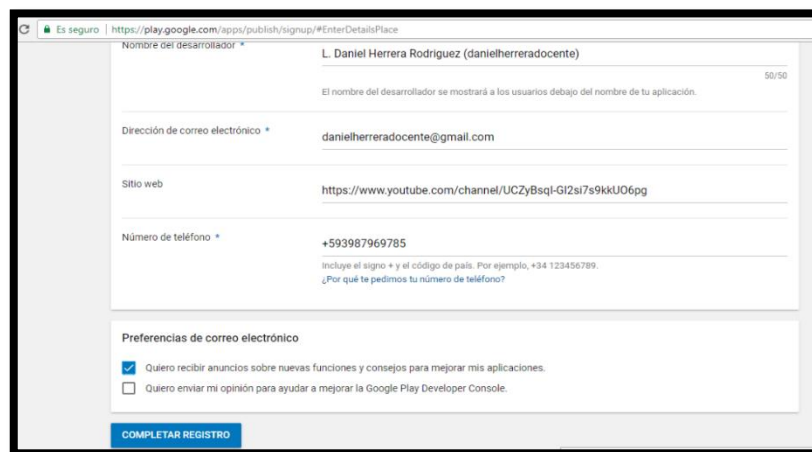 Es seguro | https://play.google.com/apps/publish/signup/#EnterDetailsPlace
Nombre del desarrollador *
L. Daniel Herrera Rodriguez (danielherreradocente)
50/50
El nombre del desarrollador se mostrará a los usuarios debajo del nombre de tu aplicación.
Dirección de correo electrónico *
danielherreradocente@gmail.com
Sitio web
https://www.youtube.com/channel/UCZyBsqI-GI2si7s9kkUO6pg
Número de teléfono *
+593987969785
Incluye el signo + y el código de país. Por ejemplo, +34 123456789.
¿Por qué te pedimos tu número de teléfono?
Preferencias de correo electrónico
Quiero recibir anuncios sobre nuevas funciones y consejos para mejorar mis aplicaciones.
Quiero enviar mi opinión para ayudar a mejorar la Google Play Developer Console.
COMPLETAR REGISTRO